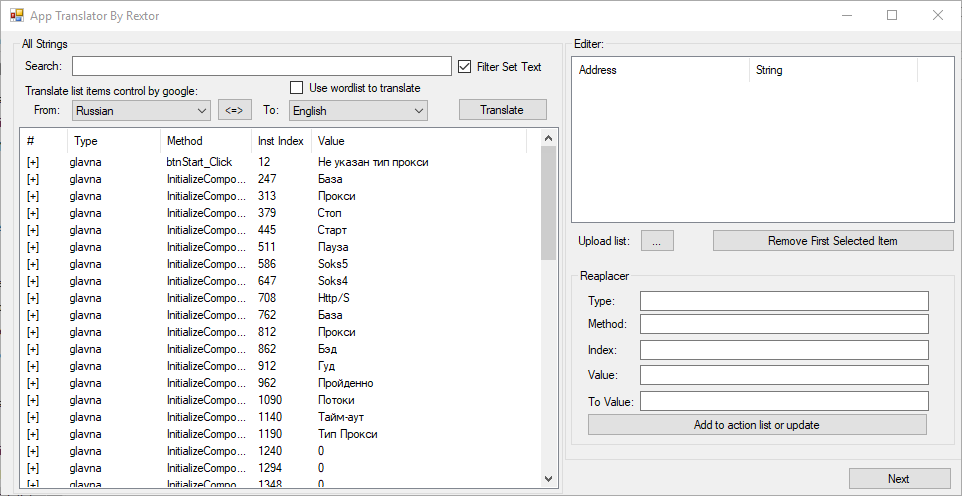 App Translator By Rextor
All Strings
Search:
Filter Set Text
Translate list items control by google:
Use wordlist to translate
From: Russian <=> To: English Translate
# Type Method Inst Index Value
[+] glavna btnStart_Click 12 Не указан тип прокси
[+] glavna InitializeCompo... 247 База
[+] glavna InitializeCompo... 313 Прокси
[+] glavna InitializeCompo... 379 Стоп
[+] glavna InitializeCompo... 445 Старт
[+] glavna InitializeCompo... 511 Пауза
[+] glavna InitializeCompo... 586 Soks5
[+] glavna InitializeCompo... 647 Soks4
[+] glavna InitializeCompo... 708 Http/S
[+] glavna InitializeCompo... 762 База
[+] glavna InitializeCompo... 812 Прокси
[+] glavna InitializeCompo... 862 Бэд
[+] glavna InitializeCompo... 912 Гуд
[+] glavna InitializeCompo... 962 Пройденно
[+] glavna InitializeCompo... 1090 Потоки
[+] glavna InitializeCompo... 1140 Тайм-аут
[+] glavna InitializeCompo... 1190 Тип Прокси
[+] glavna InitializeCompo... 1240 0
[+] glavna InitializeCompo... 1294 0
[+] glavna InitializeCompo... 1348 0
Editer:
Address String
Upload list: ... Remove First Selected Item
Reaplacer
Type:
Method:
Index:
Value:
To Value:
Add to action list or update
Next